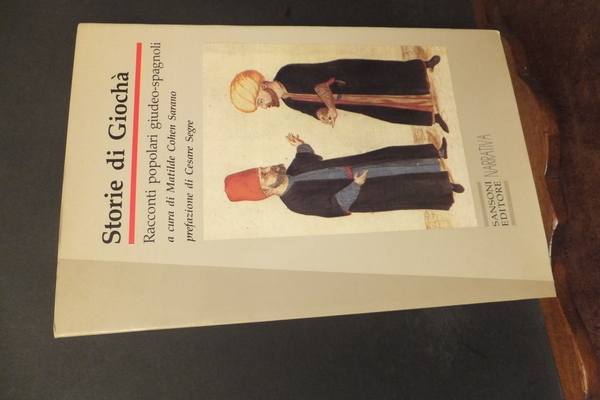 Storie di Giochà
Racconti popolari giudeo-spagnoli
a cura di Matilde Cohen Sarano
prefazione di Cesare Segre
SANSONI
EDITORE NARRATIVA